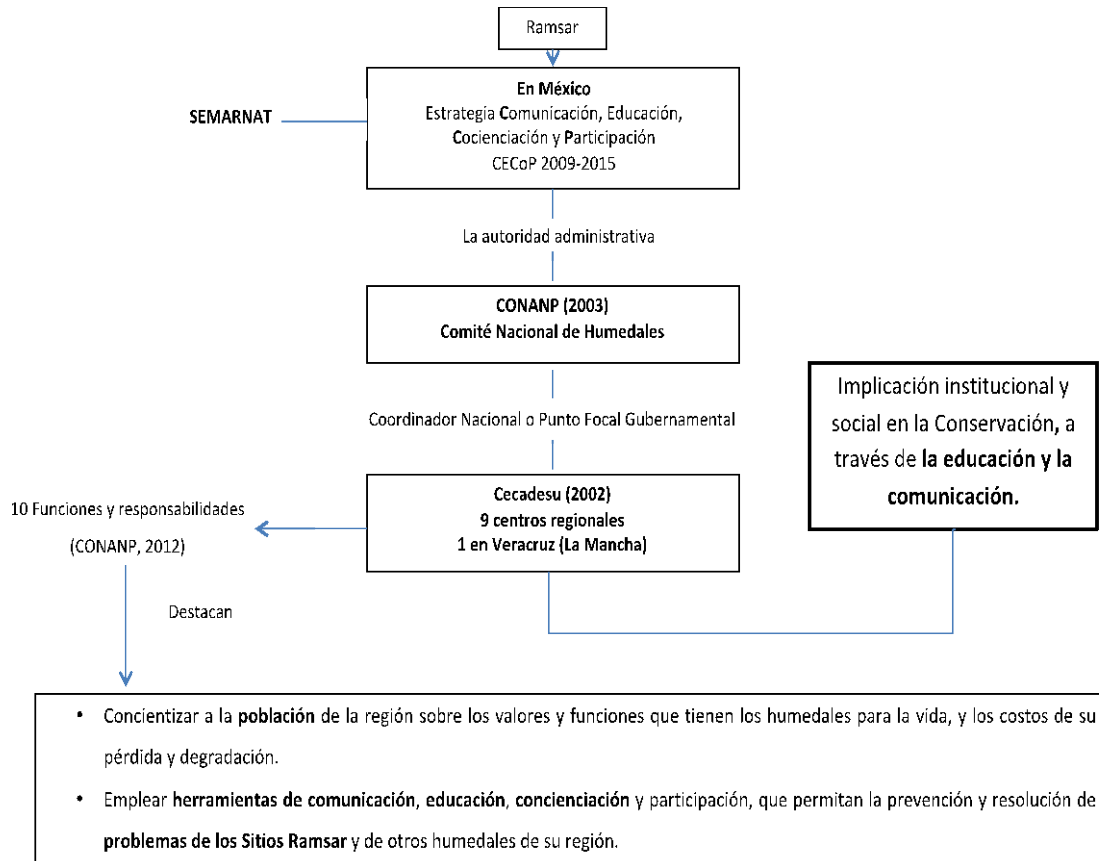 Ramsar
En México
Estrategia Comunicación, Educación,
Cocienciación y Participación
CECoP 2009-2015
SEMARNAT
La autoridad administrativa
CONANP (2003)
Comité Nacional de Humedales
Coordinador Nacional o Punto Focal Gubernamental
Implicación institucional y
social en la Conservación, a
través de la educación y la
comunicación.
Cecadesu (2002)
9 centros regionales
1 en Veracruz (La Mancha)
10 Funciones y responsabilidades
(CONANP, 2012)
Destacan
• Concientizar a la población de la región sobre los valores y funciones que tienen los humedales para la vida, y los costos de su
pérdida y degradación.
• Emplear herramientas de comunicación, educación, concienciación y participación, que permitan la prevención y resolución de
problemas de los Sitios Ramsar y de otros humedales de su región.